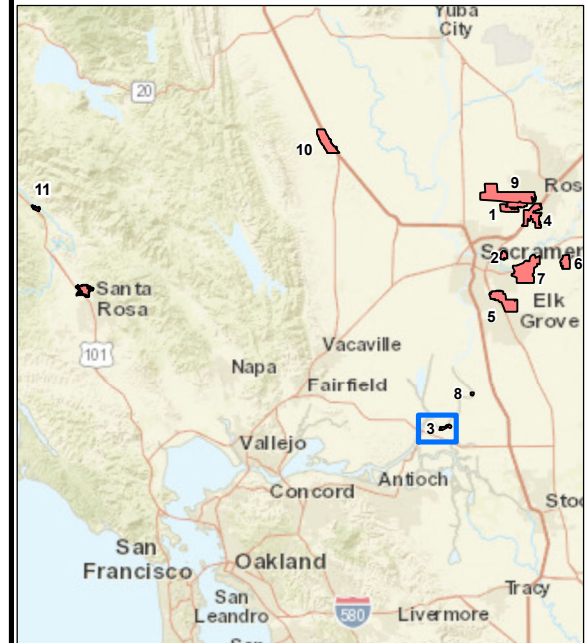 Yuba
City
20
10
11
9
Ros
1
4
Sacramen
2
6
7
Santa
Rosa
5
Elk
Grove
101
Vacaville
Napa
Fairfield
8
3
Vallejo
Antioch
Concord
Stoc
San
Francisco
Oakland
Tracy
San
Leandro
580
Livermore
San